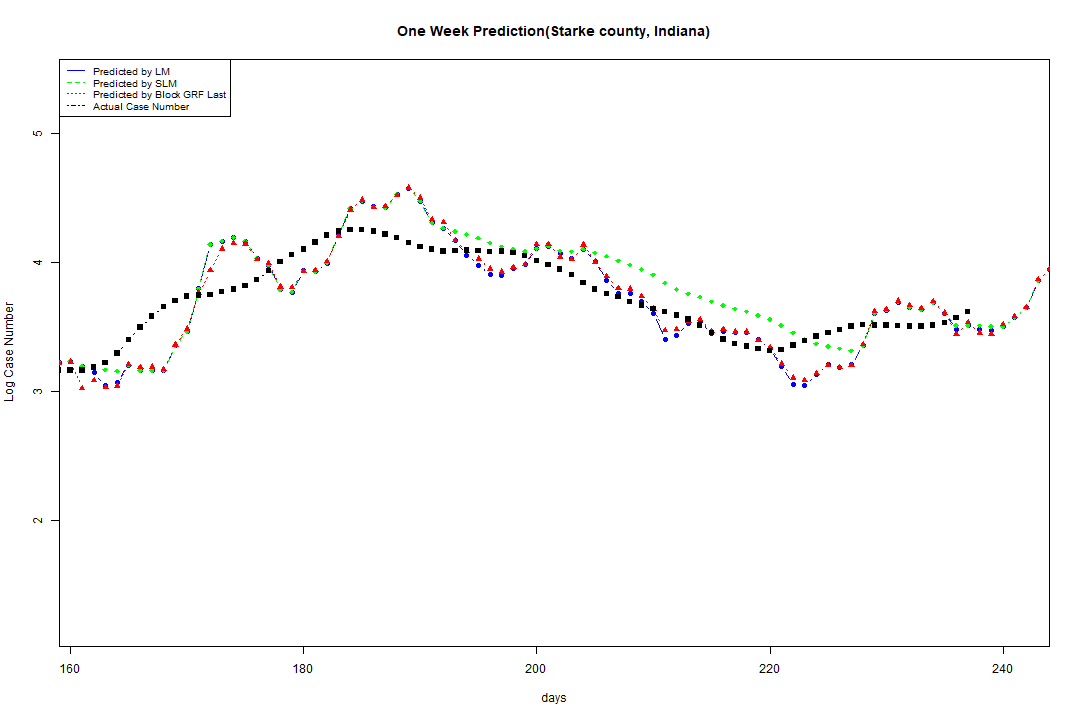 One Week Prediction(Starke county, Indiana)
Predicted by LM
Predicted by SLM
Predicted by Block GRF Last
Actual Case Number
5
4
3
2
Log Case Number
160 180 200 220 240
days